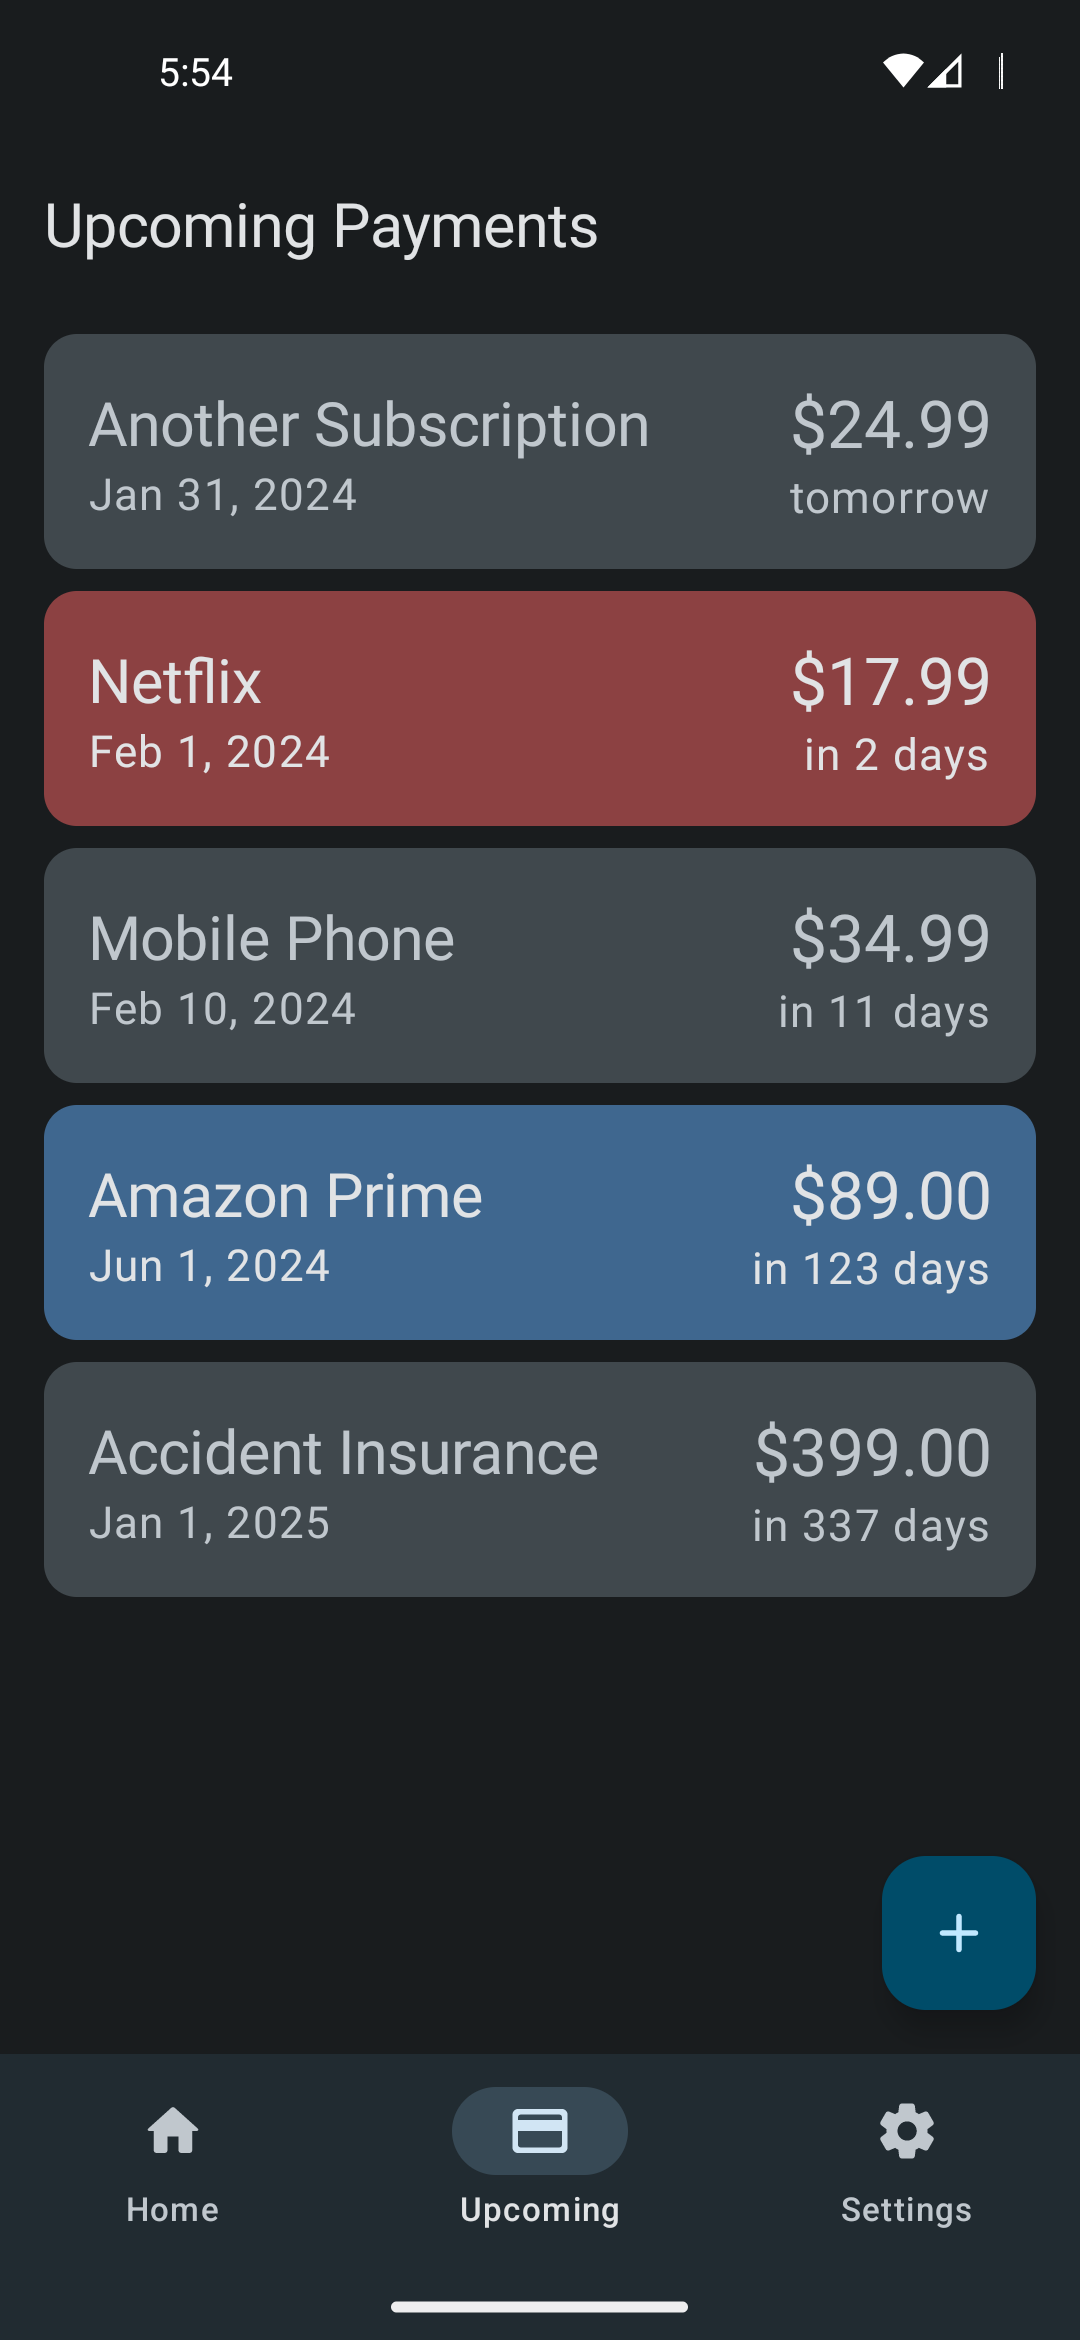 5:54
Upcoming Payments
Another Subscription $24.99
Jan 31, 2024 tomorrow
Netflix $17.99
Feb 1, 2024 in 2 days
Mobile Phone $34.99
Feb 10, 2024 in 11 days
Amazon Prime $89.00
Jun 1, 2024 in 123 days
Accident Insurance $399.00
Jan 1, 2025 in 337 days
Home Upcoming Settings